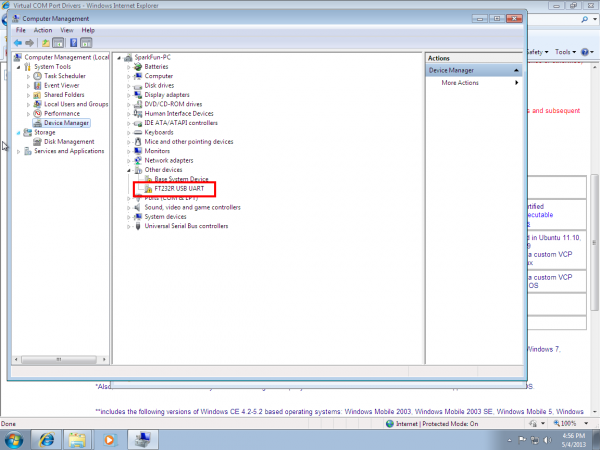 Virtual COM Port Drivers - Windows Internet Explorer
Computer Management
File Action View Help
Computer Management (Local
System Tools
Task Scheduler
Event Viewer
Shared Folders
Local Users and Groups
Performance
Device Manager
Storage
Disk Management
Services and Applications
SparkFun-PC
Batteries
Computer
Disk drives
Display adapters
DVD/CD-ROM drives
Human Interface Devices
IDE ATA/ATAPI controllers
Keyboards
Mice and other pointing devices
Monitors
Network adapters
Other devices
Base System Device
FT232R USB UART
Ports (COM & LPT)
Sound, video and game controllers
System devices
Universal Serial Bus controllers
Actions
Device Manager
More Actions
Safety Tools
s and subsequent
rtified
xecutable
d in Ubuntu 11.10,
a custom VCP
ux
a custom VCP
OS
Windows 7,
*Also,
OS.
**includes the following versions of Windows CE 4.2-5.2 based operating systems: Windows Mobile 2003, Windows Mobile 2003 SE, Windows Mobile 5, Windows
Done
Internet | Protected Mode: On
100%
4:56 PM
5/4/2013